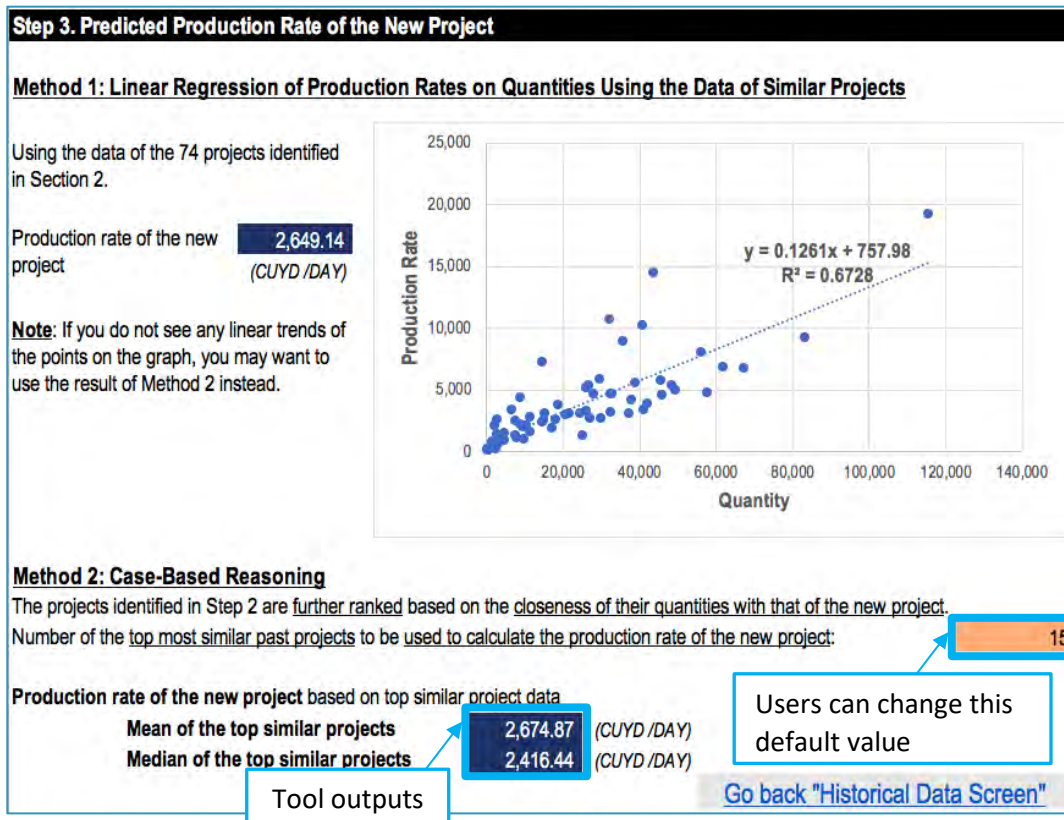 Step 3. Predicted Production Rate of the New Project
Method 1: Linear Regression of Production Rates on Quantities Using the Data of Similar Projects
Using the data of the 74 projects identified
in Section 2.
Production rate of the new
project
2,649.14
(CUYD /DAY)
Note: If you do not see any linear trends of
the points on the graph, you may want to
use the result of Method 2 instead.
25,000
20,000
15,000
10,000
5,000
0
Production Rate
y = 0.1261x + 757.98
R² = 0.6728
0 20,000 40,000 60,000 80,000 100,000 120,000 140,000
Quantity
Method 2: Case-Based Reasoning
The projects identified in Step 2 are further ranked based on the closeness of their quantities with that of the new project.
Number of the top most similar past projects to be used to calculate the production rate of the new project: 15
Production rate of the new project based on top similar project data
Mean of the top similar projects 2,674.87 (CUYD /DAY)
Median of the top similar projects 2,416.44 (CUYD /DAY)
Users can change this
default value
Tool outputs
Go back "Historical Data Screen"